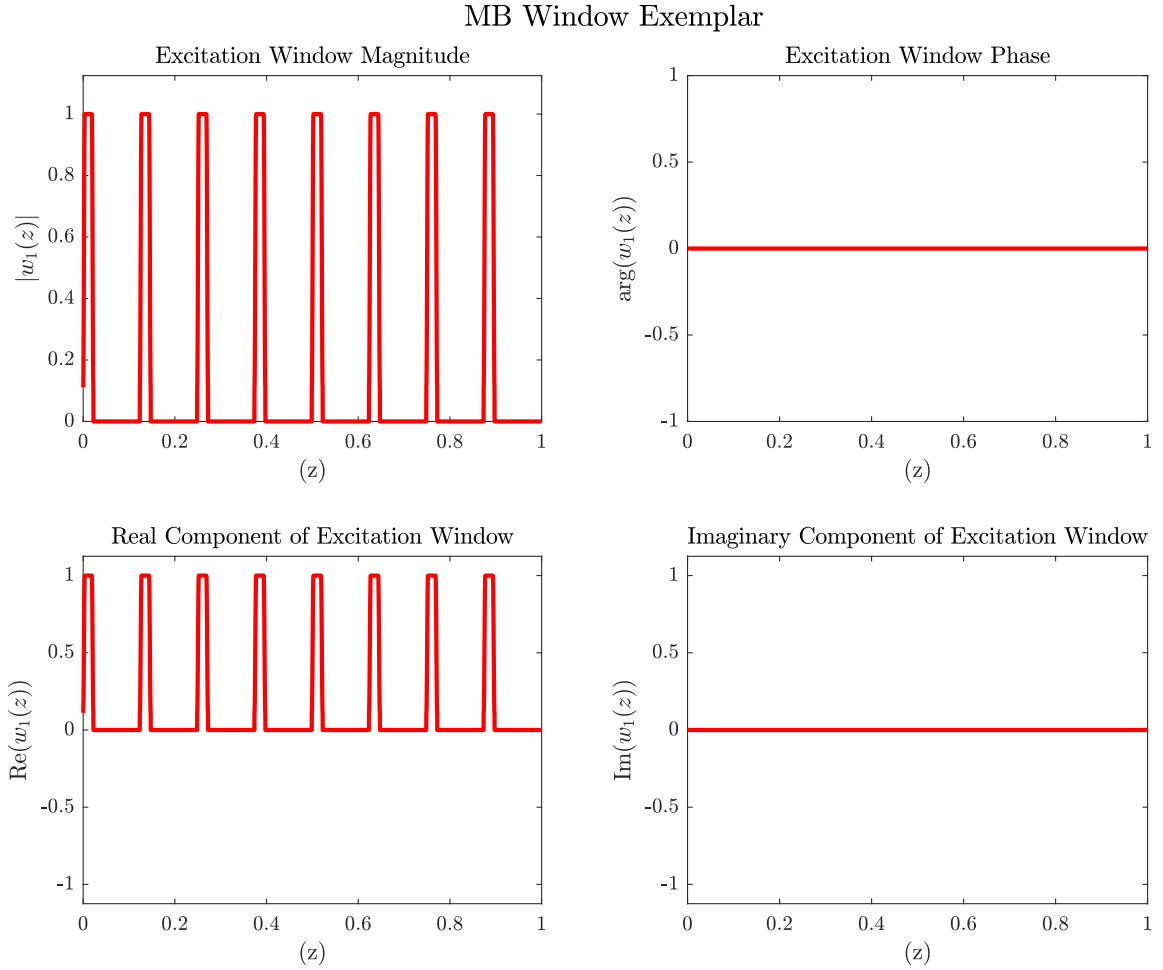 MB Window Exemplar
Excitation Window Magnitude
1
0.8
0.6
0.4
0.2
0
|w₁(z)|
0 0.2 0.4 0.6 0.8 1
(z)
Excitation Window Phase
1
0.5
0
-0.5
-1
arg(w₁(z))
0 0.2 0.4 0.6 0.8 1
(z)
Real Component of Excitation Window
1
0.5
0
-0.5
-1
Re(w₁(z))
0 0.2 0.4 0.6 0.8 1
(z)
Imaginary Component of Excitation Window
1
0.5
0
-0.5
-1
Im(w₁(z))
0 0.2 0.4 0.6 0.8 1
(z)